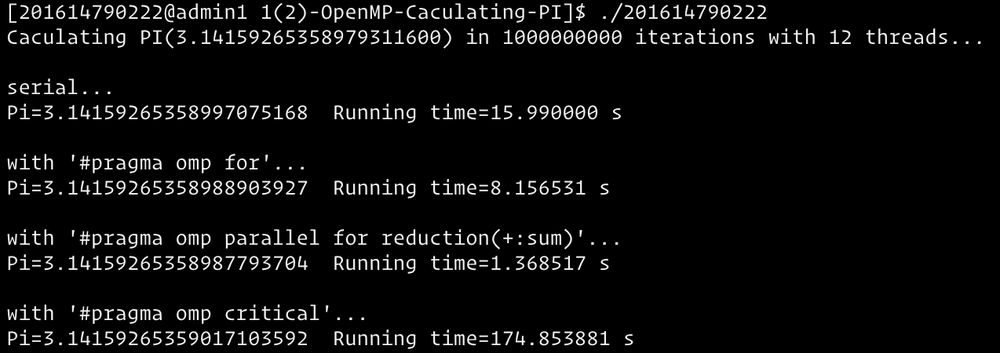 [201614790222@admin1 1(2)-OpenMP-Caculating-PI]$ ./201614790222
Caculating PI(3.14159265358979311600) in 1000000000 iterations with 12 threads...
serial...
Pi=3.14159265358997075168  Running time=15.990000 s
with '#pragma omp for'...
Pi=3.14159265358988903927  Running time=8.156531 s
with '#pragma omp parallel for reduction(+:sum)'...
Pi=3.14159265358987793704  Running time=1.368517 s
with '#pragma omp critical'...
Pi=3.14159265359017103592  Running time=174.853881 s